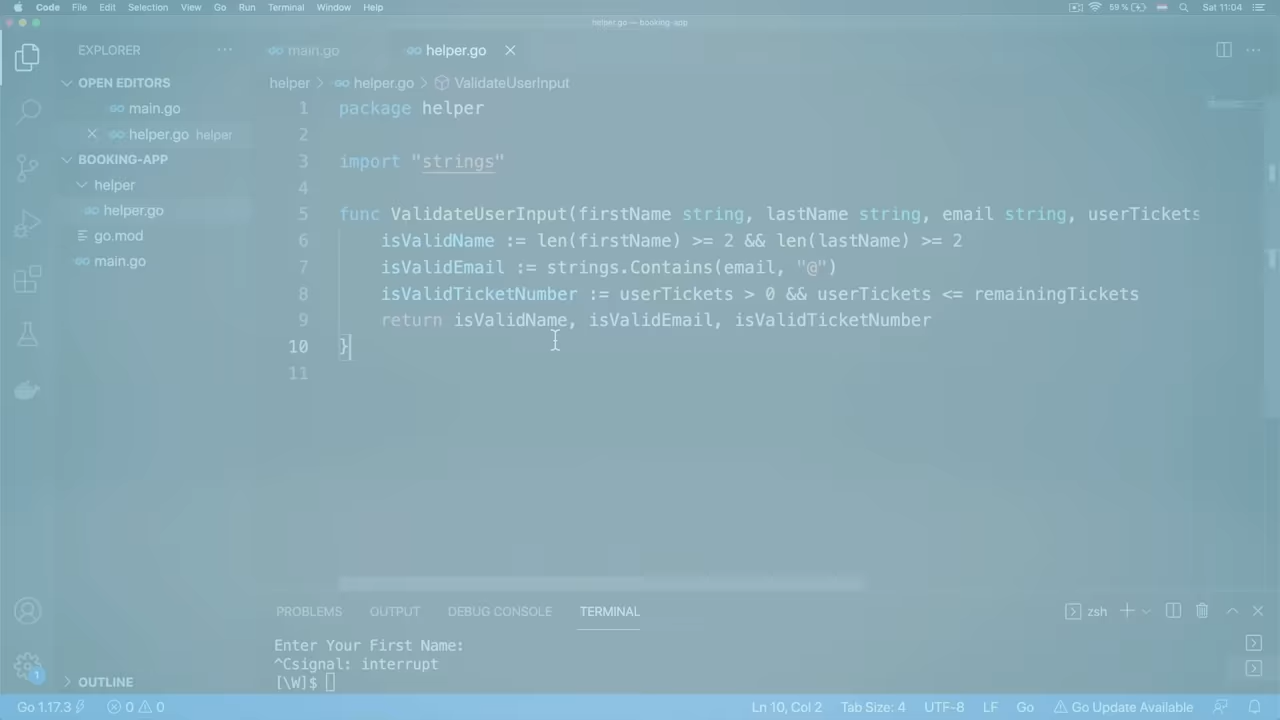 Code File Edit Selection View Go Run Terminal Window Help 59 % Sat 11:04
helper.go — booking-app
EXPLORER
main.go helper.go
OPEN EDITORS
helper > helper.go > ValidateUserInput
main.go
helper.go helper
BOOKING-APP
helper
helper.go
go.mod
main.go
1 package helper
2
3 import "strings"
4
5 func ValidateUserInput(firstName string, lastName string, email string, userTickets
6 isValidName := len(firstName) >= 2 && len(lastName) >= 2
7 isValidEmail := strings.Contains(email, "@")
8 isValidTicketNumber := userTickets > 0 && userTickets <= remainingTickets
9 return isValidName, isValidEmail, isValidTicketNumber
10 }
11
PROBLEMS OUTPUT DEBUG CONSOLE TERMINAL zsh
Enter Your First Name:
^Csignal: interrupt
[\W]$
1
OUTLINE
Go 1.17.3 0 0 Ln 10, Col 2 Tab Size: 4 UTF-8 LF Go Go Update Available